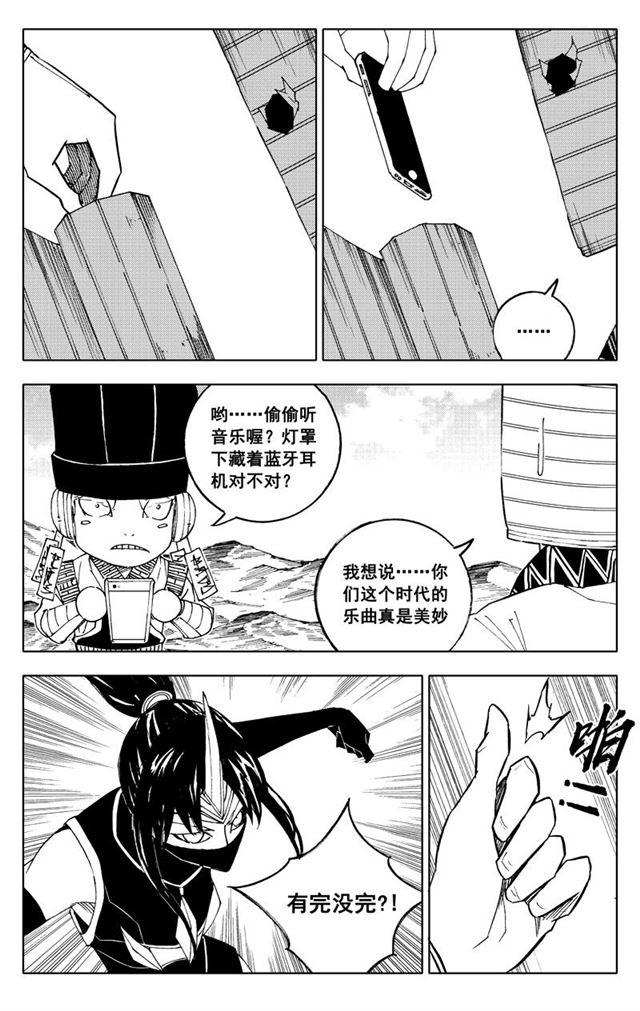 ……
哟……偷偷听
音乐喔？灯罩
下藏着蓝牙耳
机对不对？
我想说……你
们这个时代的
乐曲真是美妙
有完没完?!
啪!!